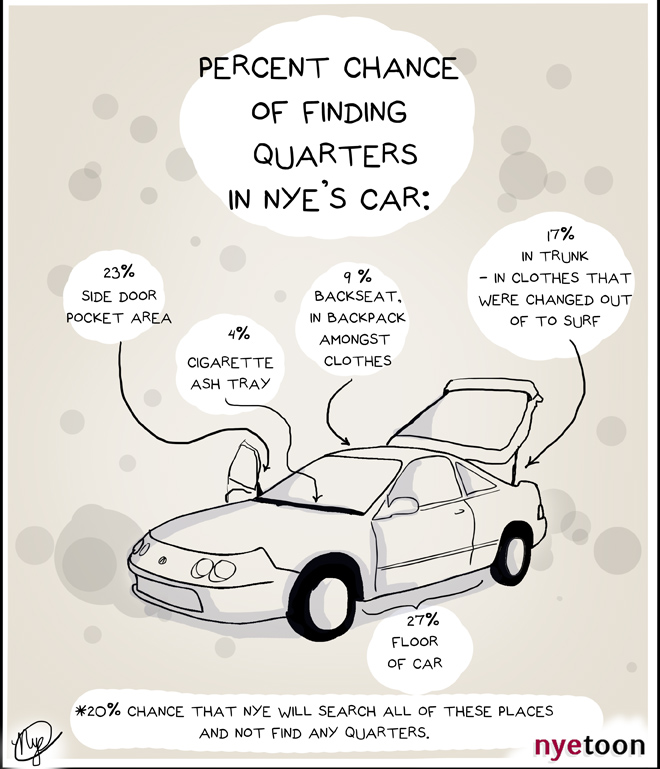 PERCENT CHANCE
OF FINDING
QUARTERS
IN NYE'S CAR:
23%
SIDE DOOR
POCKET AREA
4%
CIGARETTE
ASH TRAY
9 %
BACKSEAT,
IN BACKPACK
AMONGST
CLOTHES
17%
IN TRUNK
- IN CLOTHES THAT
WERE CHANGED OUT
OF TO SURF
27%
FLOOR
OF CAR
*20% CHANCE THAT NYE WILL SEARCH ALL OF THESE PLACES
AND NOT FIND ANY QUARTERS.
Nye
nyetoon